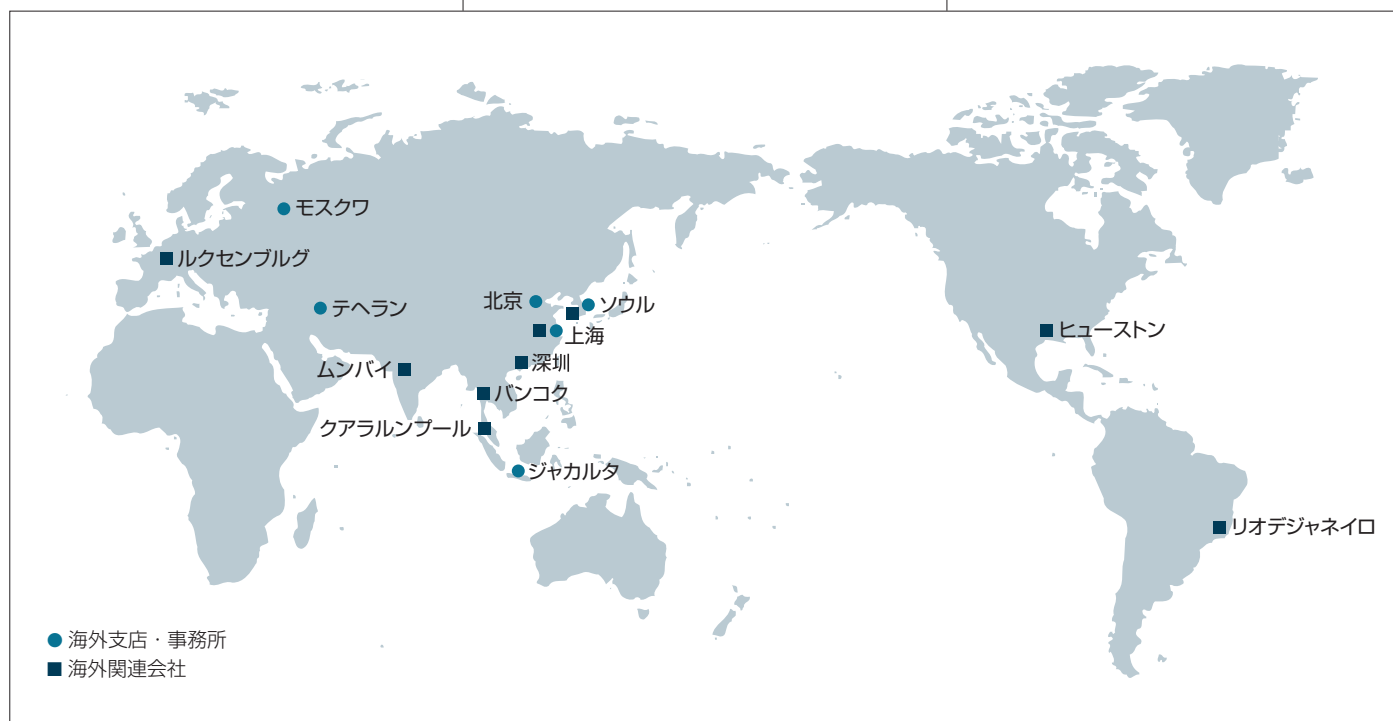 モスクワ
ルクセンブルグ
テヘラン
北京
ソウル
上海
ヒューストン
ムンバイ
深圳
バンコク
クアラルンプール
ジャカルタ
リオデジャネイロ
海外支店・事務所
海外関連会社